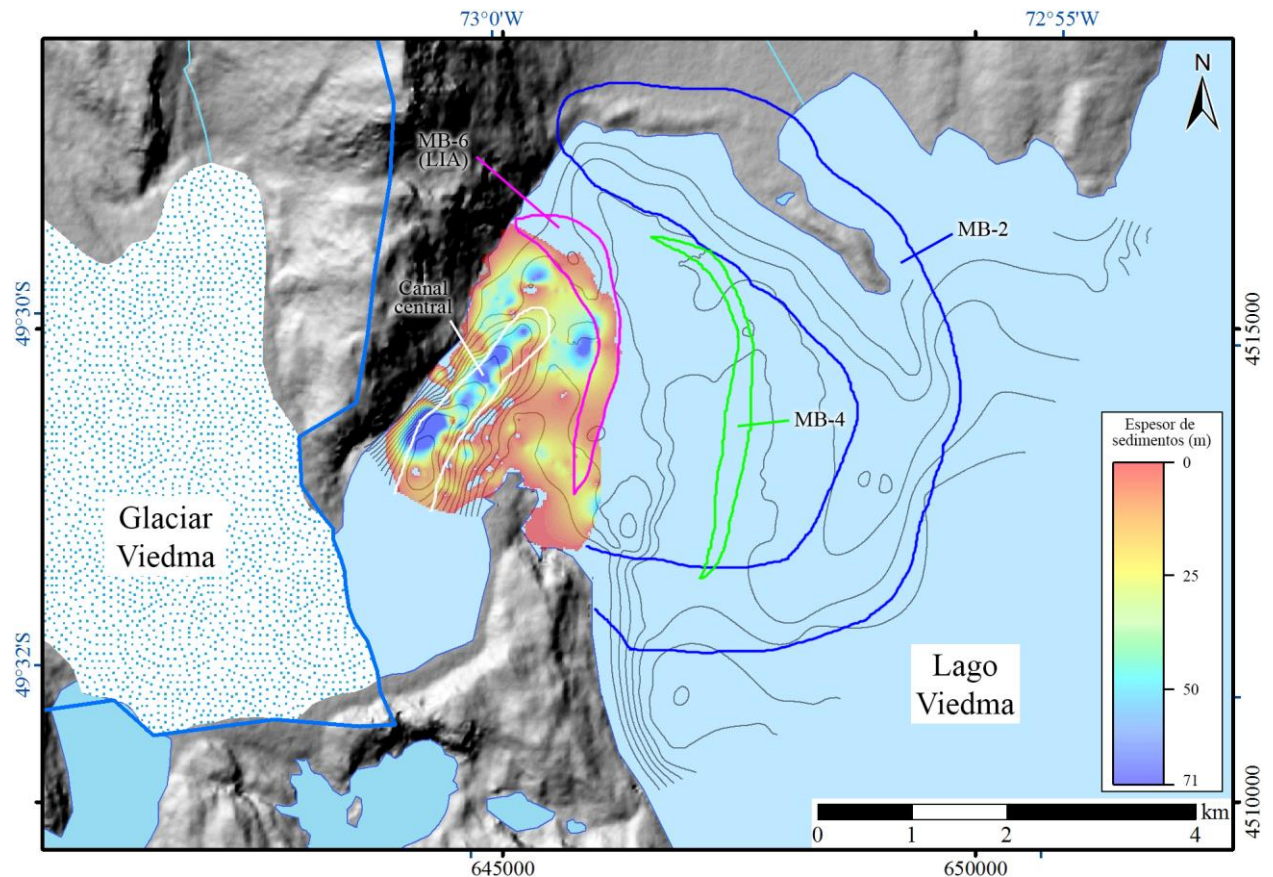 73°0'W
72°55'W
N
MB-6
(LIA)
MB-2
Canal
central
49°30'S
4515000
MB-4
Espesor de
sedimentos (m)
0
25
50
71
Glaciar
Viedma
49°32'S
Lago
Viedma
km
0
1
2
4
4510000
645000
650000